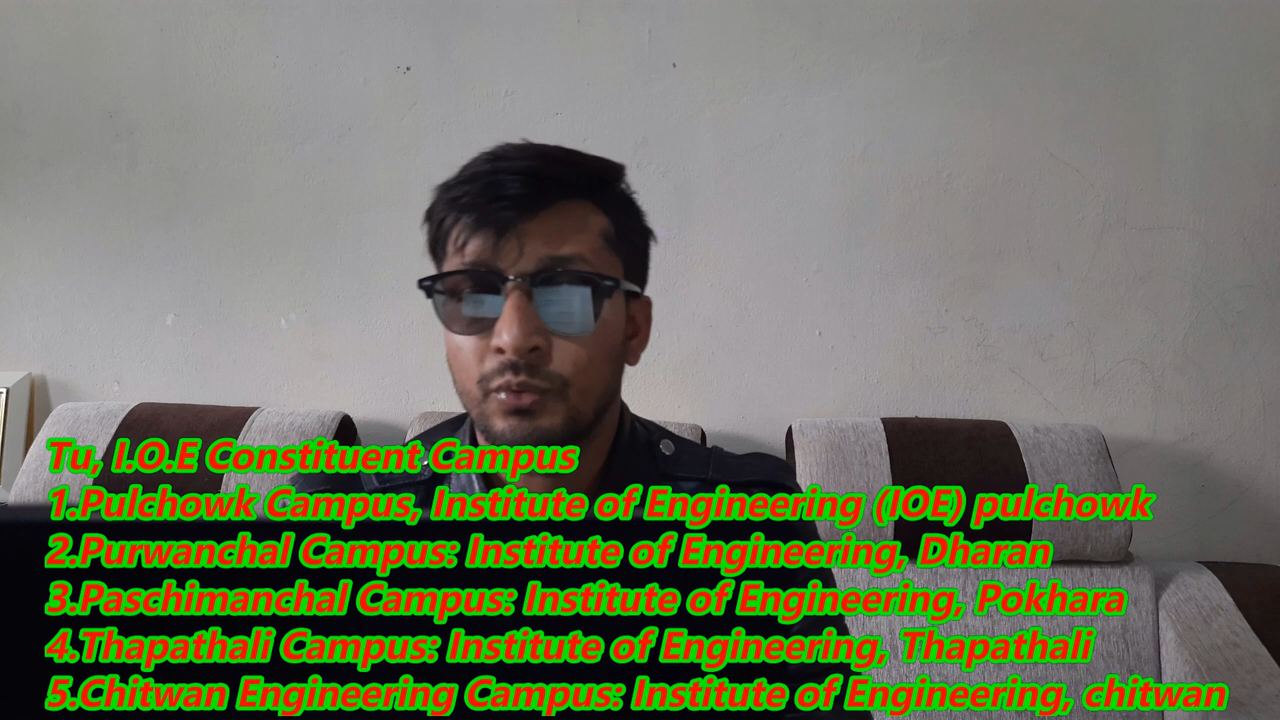 Tu, I.O.E Constituent Campus
1.Pulchowk Campus, Institute of Engineering (IOE) pulchowk
2.Purwanchal Campus: Institute of Engineering, Dharan
3.Paschimanchal Campus: Institute of Engineering, Pokhara
4.Thapathali Campus: Institute of Engineering, Thapathali
5.Chitwan Engineering Campus: Institute of Engineering, chitwan